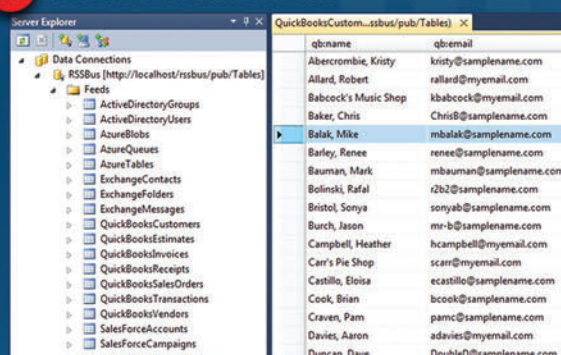 Server Explorer
Data Connections
RSSBus [http://localhost/rssbus/pub/Tables]
Feeds
ActiveDirectoryGroups
ActiveDirectoryUsers
AzureBlobs
AzureQueues
AzureTables
ExchangeContacts
ExchangeFolders
ExchangeMessages
QuickBooksCustomers
QuickBooksEstimates
QuickBooksInvoices
QuickBooksReceipts
QuickBooksSalesOrders
QuickBooksTransactions
QuickBooksVendors
SalesForceAccounts
SalesForceCampaigns
QuickBooksCustom...ssbus/pub/Tables)
qb:name qb:email
Abercrombie, Kristy kristy@samplename.com
Allard, Robert rallard@myemail.com
Babcock's Music Shop kbabcock@myemail.com
Baker, Chris ChrisB@samplename.com
Balak, Mike mbalak@samplename.com
Barley, Renee renee@samplename.com
Bauman, Mark mbauman@samplename.com
Bolinski, Rafal r2b2@samplename.com
Bristol, Sonya sonyab@samplename.com
Burch, Jason mr-b@samplename.com
Campbell, Heather hcampbell@myemail.com
Carr's Pie Shop scarr@myemail.com
Castillo, Eloisa ecastillo@samplename.com
Cook, Brian bcook@samplename.com
Craven, Pam pamc@samplename.com
Davies, Aaron adavies@myemail.com
Duncan, Dave DoubleD@samplename.com